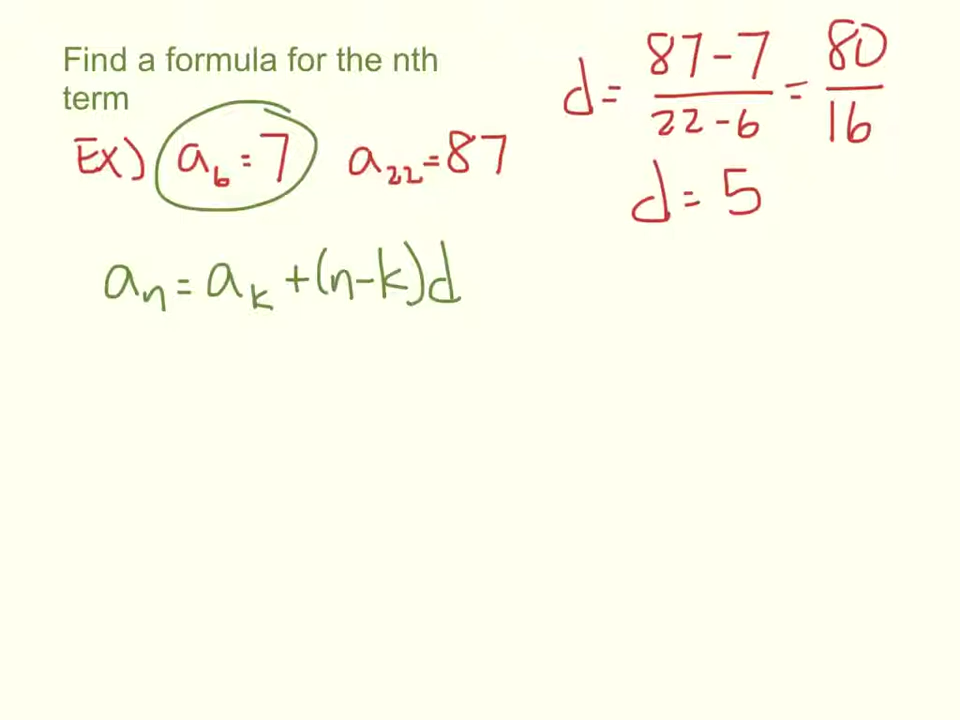 Find a formula for the nth
term
Ex) a₆ = 7 a₂₂ = 87
aₙ = aₖ + (n-k)d
d = 87-7/22-6 = 80/16
d = 5